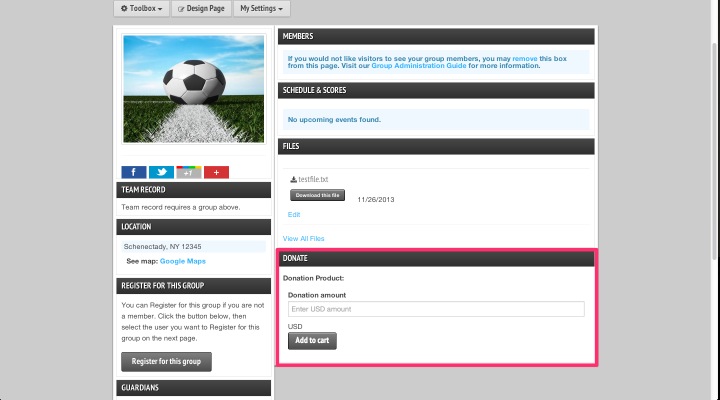 Toolbox
Design Page
My Settings
f
+1
+
TEAM RECORD
Team record requires a group above.
LOCATION
Schenectady, NY 12345
See map: Google Maps
REGISTER FOR THIS GROUP
You can Register for this group if you are not
a member. Click the button below, then
select the user you want to Register for this
group on the next page.
Register for this group
GUARDIANS
MEMBERS
If you would not like visitors to see your group members, you may remove this box
from this page. Visit our Group Administration Guide for more information.
SCHEDULE & SCORES
No upcoming events found.
FILES
testfile.txt
Download this file
11/26/2013
Edit
View All Files
DONATE
Donation Product:
Donation amount
Enter USD amount
USD
Add to cart